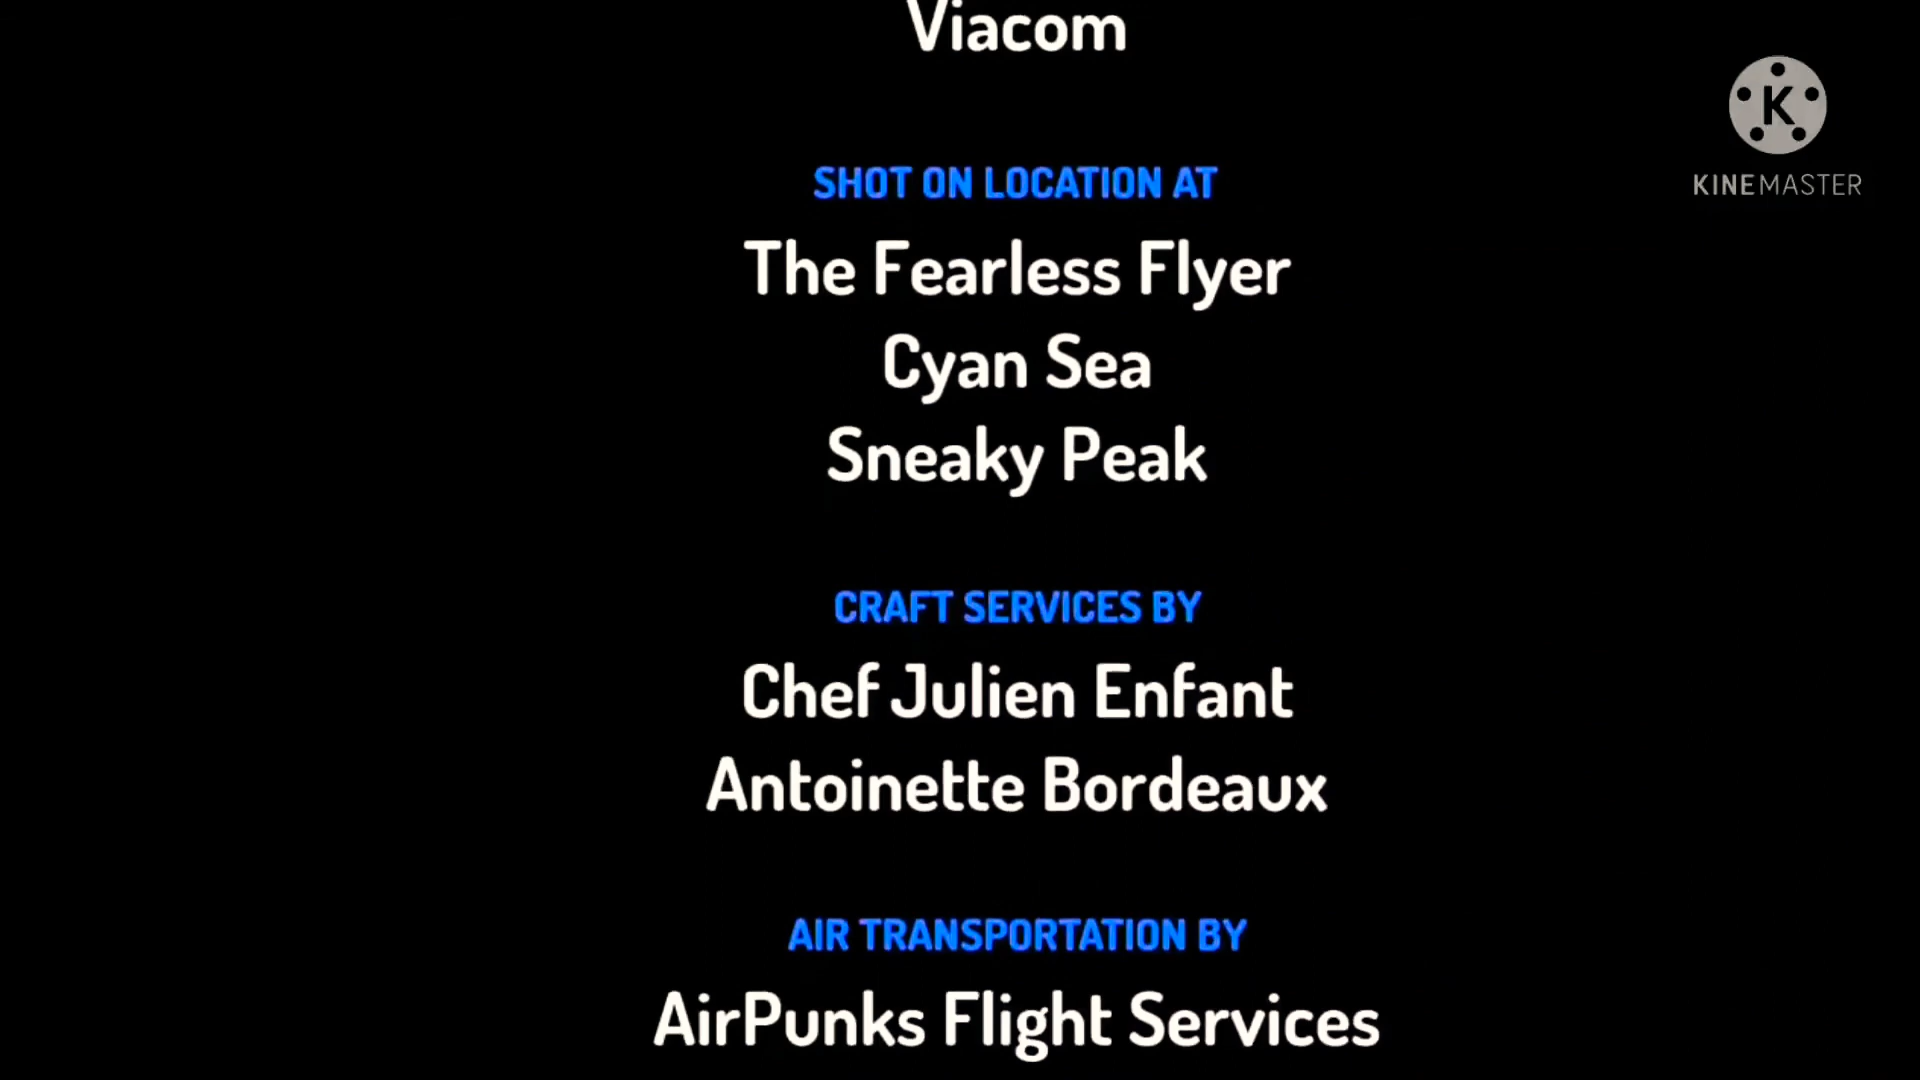 Viacom
K
KINEMASTER
SHOT ON LOCATION AT
The Fearless Flyer
Cyan Sea
Sneaky Peak
CRAFT SERVICES BY
Chef Julien Enfant
Antoinette Bordeaux
AIR TRANSPORTATION BY
AirPunks Flight Services